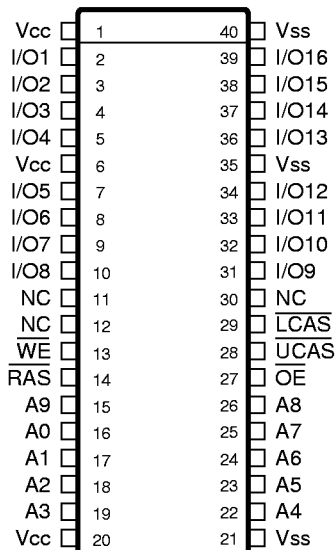 Vcc 1 40 Vss
I/O1 2 39 I/O16
I/O2 3 38 I/O15
I/O3 4 37 I/O14
I/O4 5 36 I/O13
Vcc 6 35 Vss
I/O5 7 34 I/O12
I/O6 8 33 I/O11
I/O7 9 32 I/O10
I/O8 10 31 I/O9
NC 11 30 NC
NC 12 29 LCAS
WE 13 28 UCAS
RAS 14 27 OE
A9 15 26 A8
A0 16 25 A7
A1 17 24 A6
A2 18 23 A5
A3 19 22 A4
Vcc 20 21 Vss